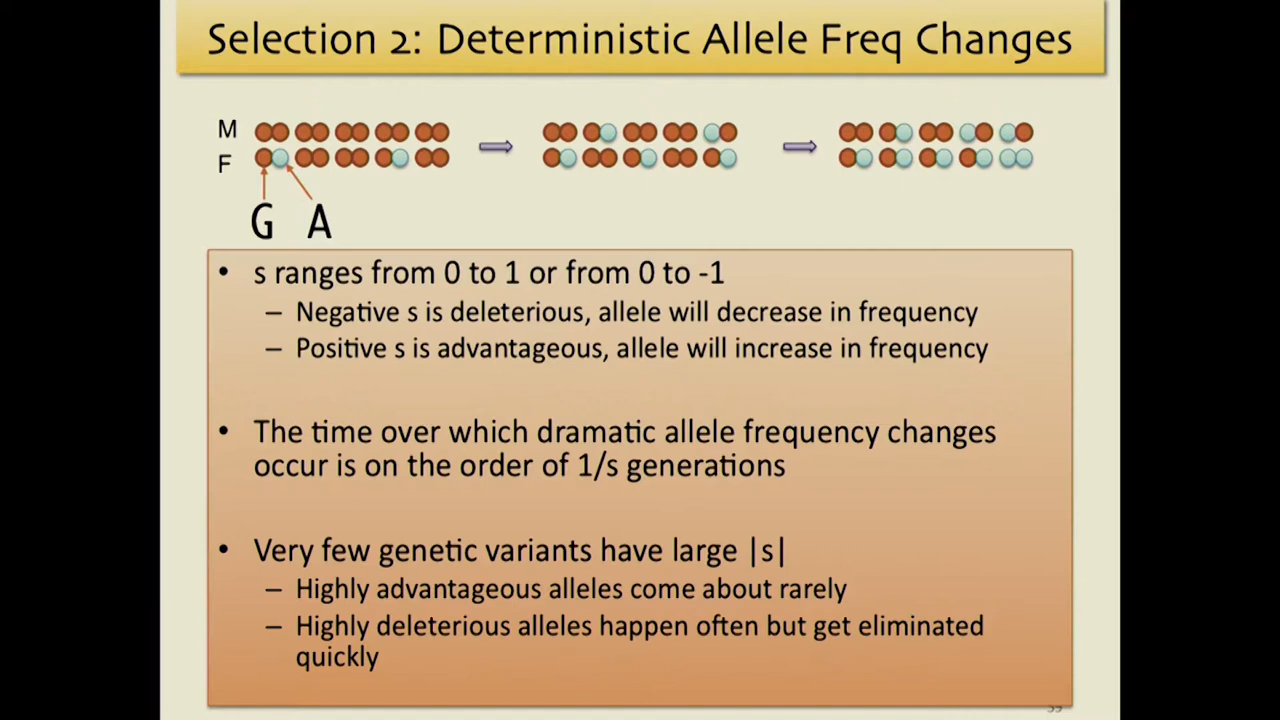 Selection 2: Deterministic Allele Freq Changes
M
F
G A
• s ranges from 0 to 1 or from 0 to -1
– Negative s is deleterious, allele will decrease in frequency
– Positive s is advantageous, allele will increase in frequency
• The time over which dramatic allele frequency changes
occur is on the order of 1/s generations
• Very few genetic variants have large |s|
– Highly advantageous alleles come about rarely
– Highly deleterious alleles happen often but get eliminated
quickly